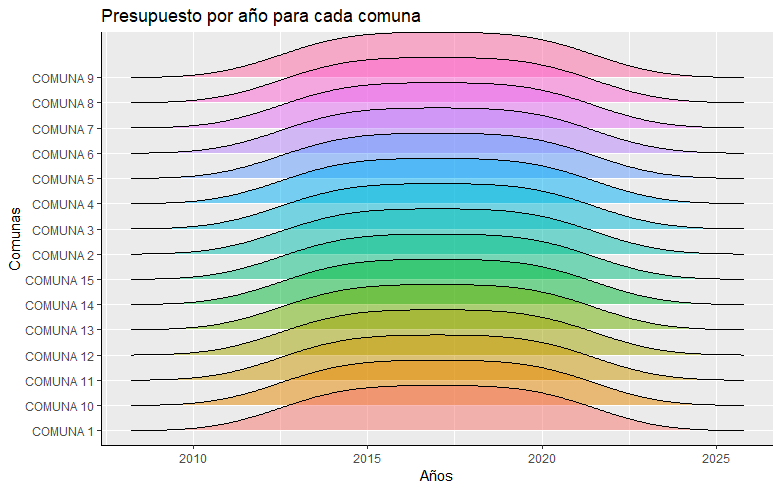 Presupuesto por año para cada comuna
Comunas
COMUNA 9
COMUNA 8
COMUNA 7
COMUNA 6
COMUNA 5
COMUNA 4
COMUNA 3
COMUNA 2
COMUNA 15
COMUNA 14
COMUNA 13
COMUNA 12
COMUNA 11
COMUNA 10
COMUNA 1
2010 2015 2020 2025
Años